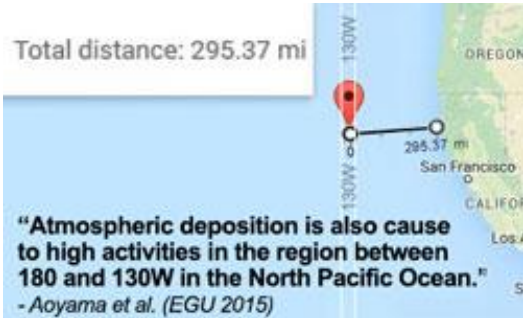 Total distance: 295.37 mi
130W
OREGON
295.37 mi
San Francisco
130W
CALIFOR
Los A
S
“Atmospheric deposition is also cause
to high activities in the region between
180 and 130W in the North Pacific Ocean."
- Aoyama et al. (EGU 2015)